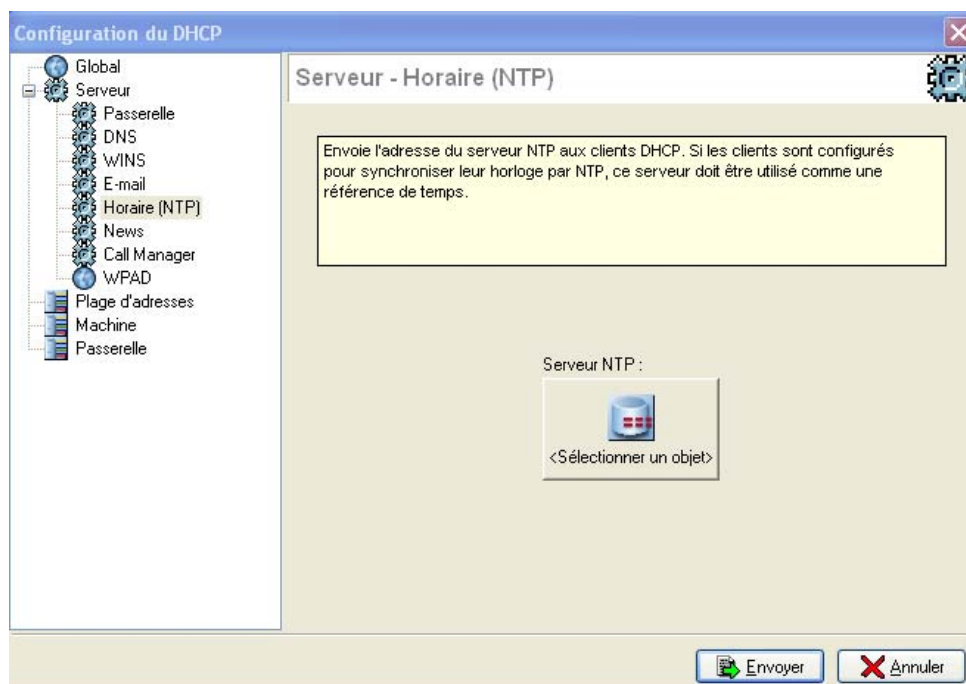 Configuration du DHCP
Global
Serveur
Passerelle
DNS
WINS
E-mail
Horaire (NTP)
News
Call Manager
WPAD
Plage d'adresses
Machine
Passerelle
Serveur - Horaire (NTP)
Envoie l'adresse du serveur NTP aux clients DHCP. Si les clients sont configurés
pour synchroniser leur horloge par NTP, ce serveur doit être utilisé comme une
référence de temps.
Serveur NTP :
<Sélectionner un objet>
Envoyer
Annuler